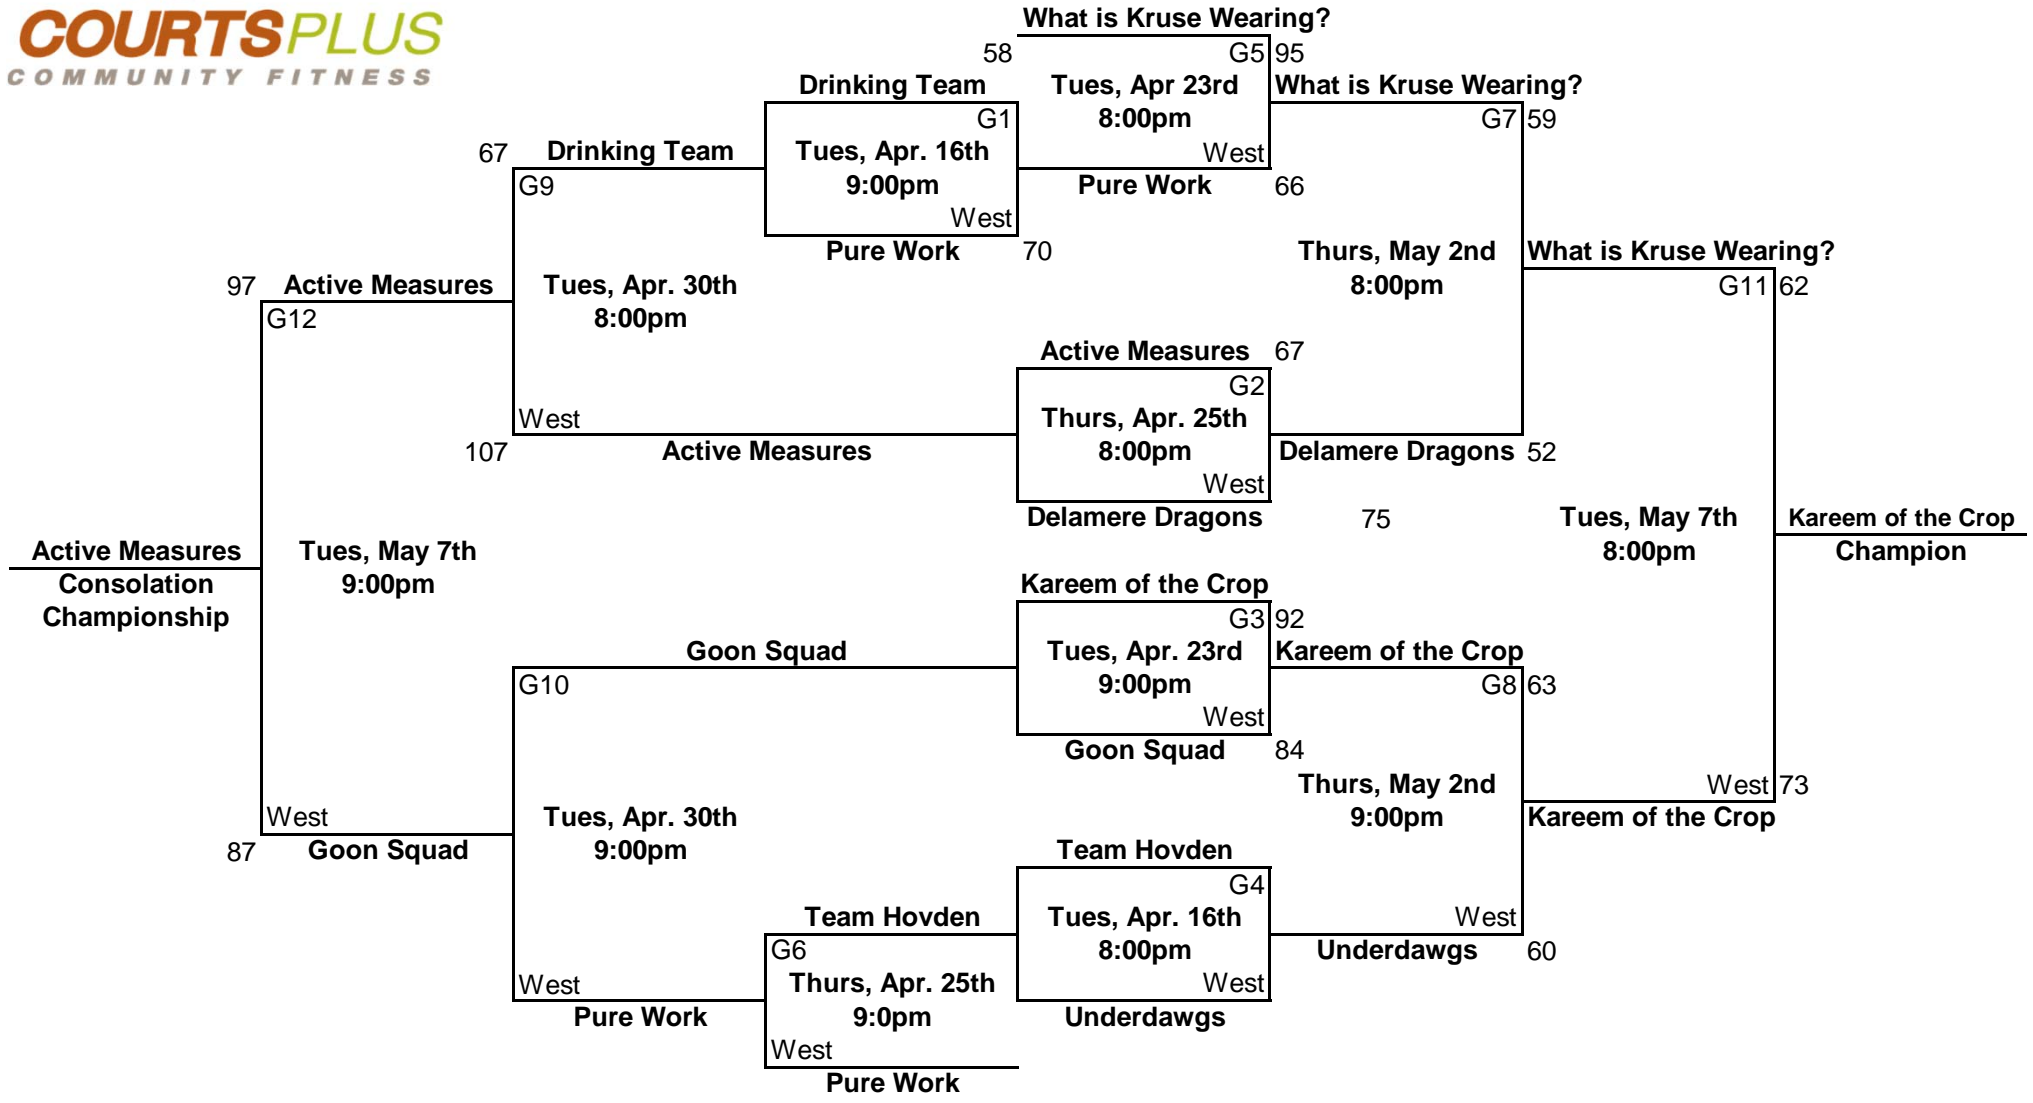 COURTSPLUS
COMMUNITY FITNESS
What is Kruse Wearing?
58
G5 95
Drinking Team
Tues, Apr 23rd
What is Kruse Wearing?
G1
8:00pm
G7 59
67
Drinking Team
Tues, Apr. 16th
West
G9
9:00pm
Pure Work
66
West
Pure Work
70
Thurs, May 2nd
What is Kruse Wearing?
97
Active Measures
Tues, Apr. 30th
8:00pm
G11 62
G12
8:00pm
Active Measures
67
G2
West
Thurs, Apr. 25th
107
Active Measures
8:00pm
Delamere Dragons
52
West
Delamere Dragons
75
Tues, May 7th
Kareem of the Crop
Active Measures
Tues, May 7th
8:00pm
Champion
Consolation
9:00pm
Kareem of the Crop
Championship
G3 92
Goon Squad
Tues, Apr. 23rd
Kareem of the Crop
G10
9:00pm
G8 63
West
Goon Squad
84
Thurs, May 2nd
West 73
West
Tues, Apr. 30th
9:00pm
Kareem of the Crop
87
Goon Squad
9:00pm
Team Hovden
G4
Team Hovden
Tues, Apr. 16th
West
G6
8:00pm
Underdawgs
60
West
Thurs, Apr. 25th
West
Pure Work
9:0pm
Underdawgs
West
Pure Work